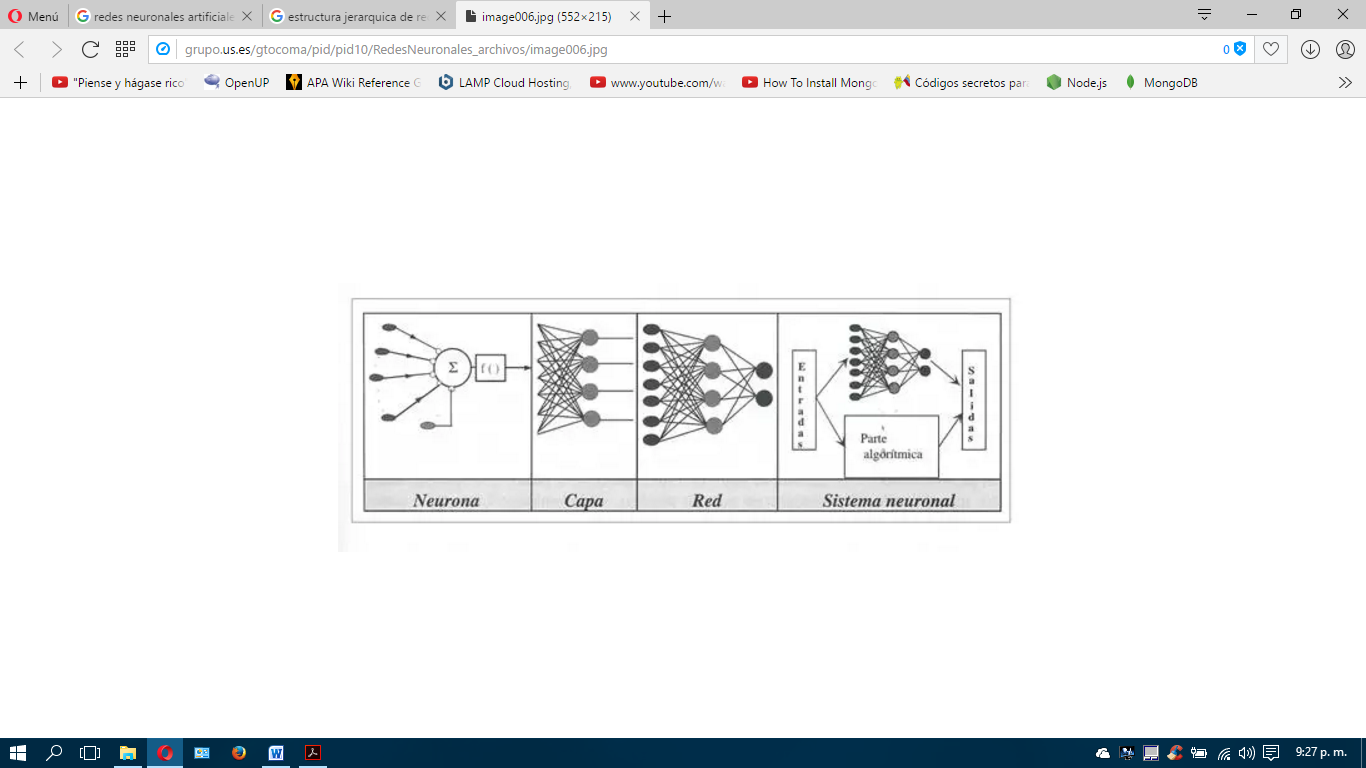 Menú
redes neuronales artificiale
estructura jerarquica de re
image006.jpg (552×215)
grupo.us.es/gtocoma/pid/pid10/RedesNeuronales_archivos/image006.jpg
0
"Piense y hágase rico
OpenUP
APA Wiki Reference G
LAMP Cloud Hosting,
www.youtube.com/wa
How To Install Mongo
Códigos secretos para
Node.js
MongoDB
Σ
f ( )
Entradas
Parte
algorítmica
Salidas
Neurona
Capa
Red
Sistema neuronal
9:27 p. m.